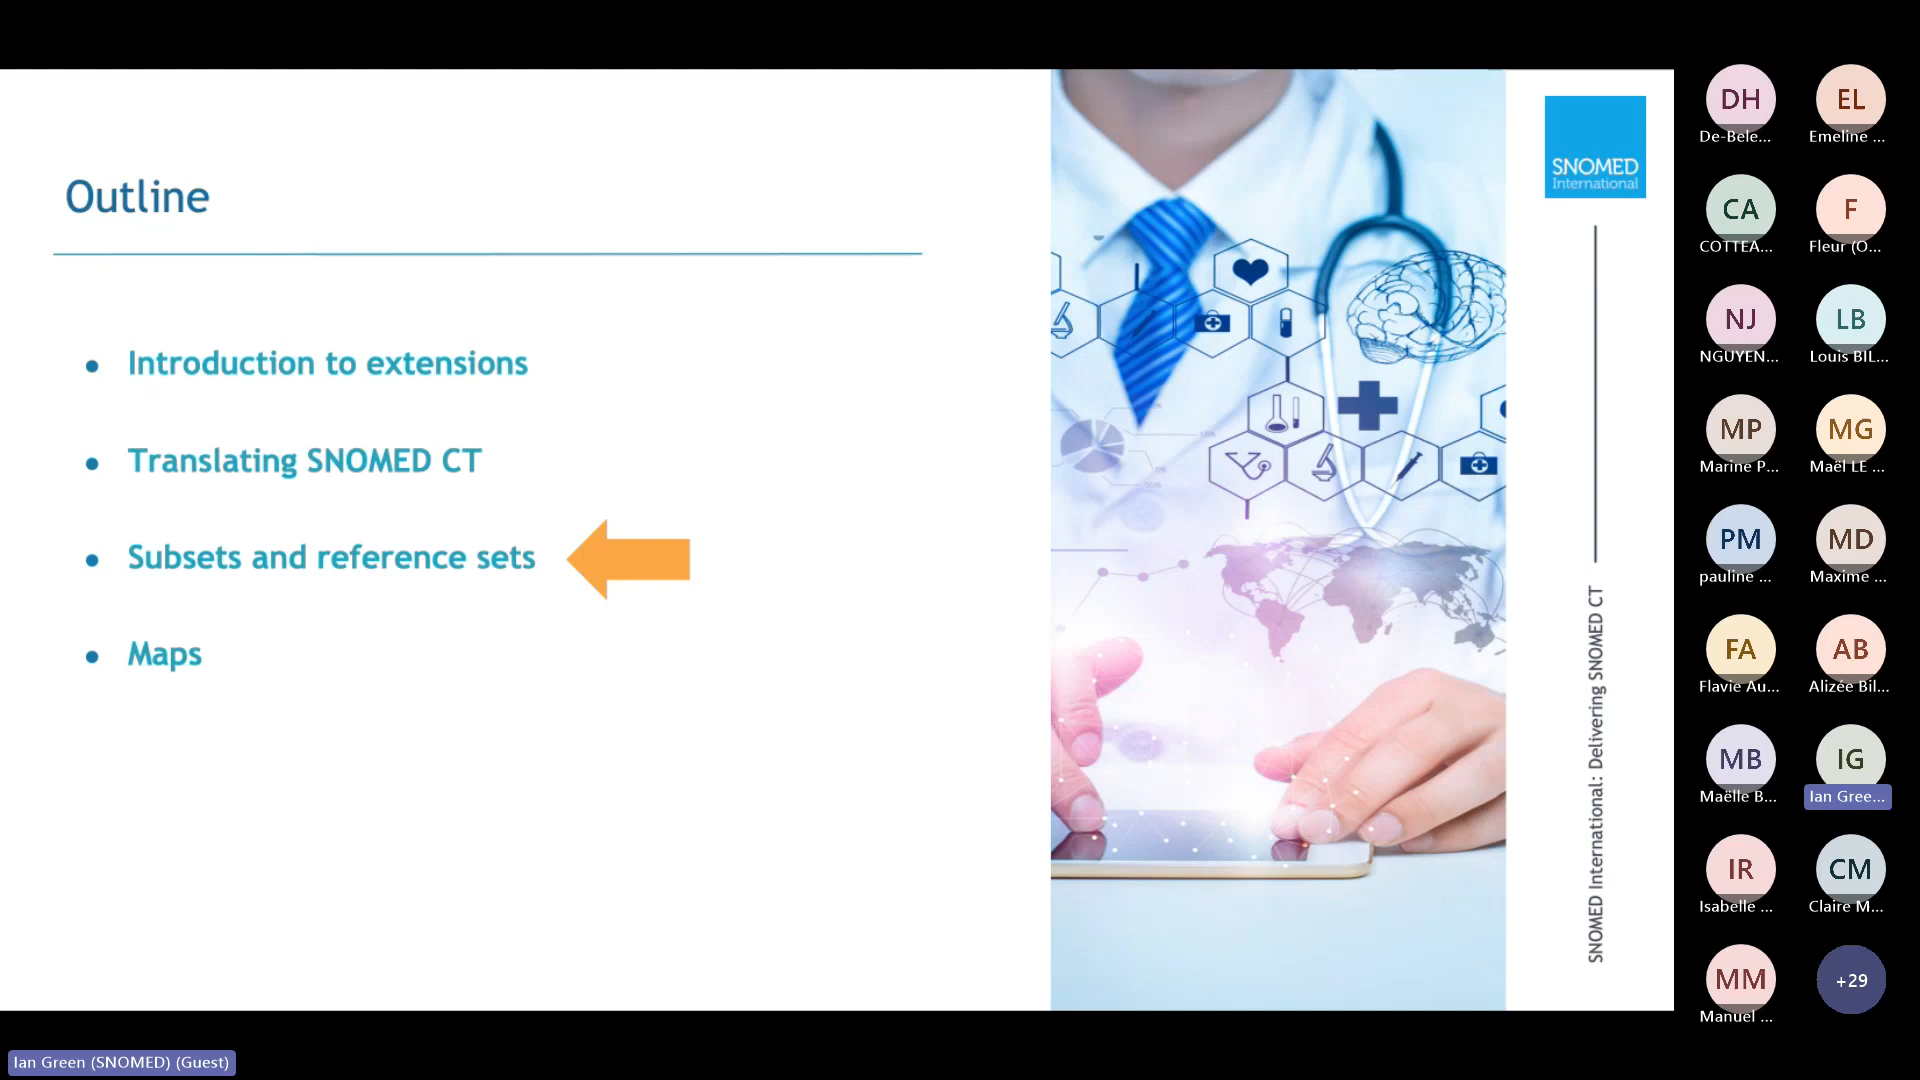 Outline
Introduction to extensions
Translating SNOMED CT
Subsets and reference sets
Maps
SNOMED
International
SNOMED International: Delivering SNOMED CT
DH
De-Bele...
EL
Emeline ...
CA
COTTEA...
F
Fleur (O...
NJ
NGUYEN...
LB
Louis BIL...
MP
Marine P...
MG
Maël LE ...
PM
pauline ...
MD
Maxime ...
FA
Flavie Au...
AB
Alizée Bil...
MB
Maëlle B...
IG
Ian Gree...
IR
Isabelle ...
CM
Claire M...
MM
Manuel ...
+29
Ian Green (SNOMED) (Guest)